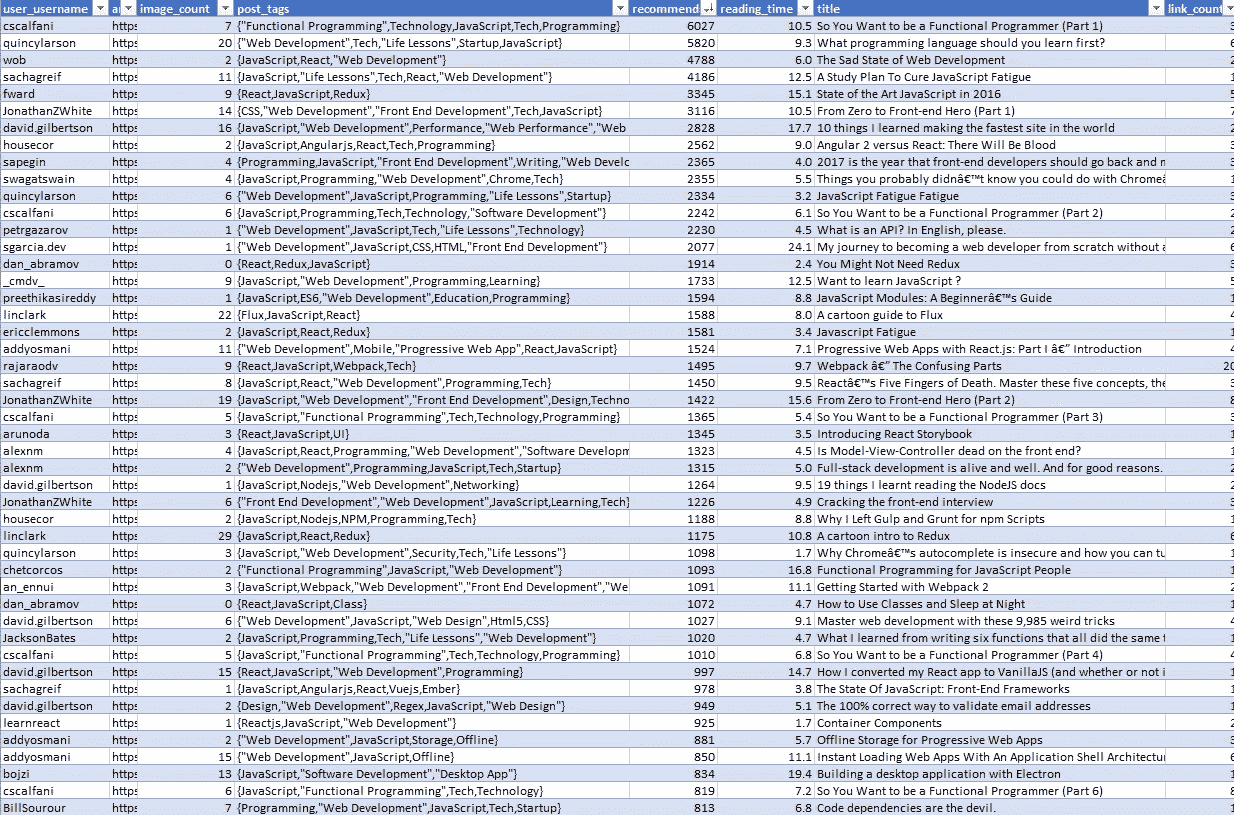 user_username a image_count post_tags recommend reading_time title link_count
cscalfani https 7 {"Functional Programming",Technology,JavaScript,Tech,Programming} 6027 10.5 So You Want to be a Functional Programmer (Part 1)
quincylarson https 20 {"Web Development",Tech,"Life Lessons",Startup,JavaScript} 5820 9.3 What programming language should you learn first?
wob https 2 {JavaScript,React,"Web Development"} 4788 6.0 The Sad State of Web Development
sachagreif https 11 {JavaScript,"Life Lessons",Tech,React,"Web Development"} 4186 12.5 A Study Plan To Cure JavaScript Fatigue
fward https 9 {React,JavaScript,Redux} 3345 15.1 State of the Art JavaScript in 2016
JonathanZWhite https 14 {CSS,"Web Development","Front End Development",Tech,JavaScript} 3116 10.5 From Zero to Front-end Hero (Part 1)
david.gilbertson https 16 {JavaScript,"Web Development",Performance,"Web Performance","Web 2828 17.7 10 things I learned making the fastest site in the world
housecor https 2 {JavaScript,Angularjs,React,Tech,Programming} 2562 9.0 Angular 2 versus React: There Will Be Blood
sapegin https 4 {Programming,JavaScript,"Front End Development",Writing,"Web Develc 2365 4.0 2017 is the year that front-end developers should go back and
swagatswain https 4 {JavaScript,Programming,"Web Development",Chrome,Tech} 2355 5.5 Things you probably didnâ€™t know you could do with Chromeâ
quincylarson https 6 {"Web Development",JavaScript,Programming,"Life Lessons",Startup} 2334 3.2 JavaScript Fatigue Fatigue
cscalfani https 6 {JavaScript,Programming,Tech,Technology,"Software Development"} 2242 6.1 So You Want to be a Functional Programmer (Part 2)
petrgazarov https 1 {"Web Development",JavaScript,Tech,"Life Lessons",Technology} 2230 4.5 What is an API? In English, please.
sgarcia.dev https 1 {"Web Development",JavaScript,CSS,HTML,"Front End Development"} 2077 24.1 My journey to becoming a web developer from scratch without a
dan_abramov https 0 {React,Redux,JavaScript} 1914 2.4 You Might Not Need Redux
_cmdv_ https 9 {JavaScript,"Web Development",Programming,Learning} 1733 12.5 Want to learn JavaScript ?
preethikasireddy https 1 {JavaScript,ES6,"Web Development",Education,Programming} 1594 8.8 JavaScript Modules: A Beginnerâ€™s Guide
linclark https 22 {Flux,JavaScript,React} 1588 8.0 A cartoon guide to Flux
ericclemmons https 2 {JavaScript,React,Redux} 1581 3.4 Javascript Fatigue
addyosmani https 11 {"Web Development",Mobile,"Progressive Web App",React,JavaScript} 1524 7.1 Progressive Web Apps with React.js: Part I â€" Introduction
rajaraodv https 9 {React,JavaScript,Webpack,Tech} 1495 9.7 Webpack â€" The Confusing Parts 20
sachagreif https 8 {JavaScript,React,"Web Development",Programming,Tech} 1450 9.5 Reactâ€™s Five Fingers of Death. Master these five concepts, the
JonathanZWhite https 19 {JavaScript,"Web Development","Front End Development",Design,Techno 1422 15.6 From Zero to Front-end Hero (Part 2)
cscalfani https 5 {JavaScript,"Functional Programming",Tech,Technology,Programming} 1365 5.4 So You Want to be a Functional Programmer (Part 3)
arunoda https 3 {React,JavaScript,UI} 1345 3.5 Introducing React Storybook
alexnm https 4 {JavaScript,React,Programming,"Web Development","Software Developm 1323 4.5 Is Model-View-Controller dead on the front end?
alexnm https 2 {"Web Development",Programming,JavaScript,Tech,Startup} 1315 5.0 Full-stack development is alive and well. And for good reasons.
david.gilbertson https 1 {JavaScript,Nodejs,"Web Development",Networking} 1264 9.5 19 things I learnt reading the NodeJS docs
JonathanZWhite https 6 {"Front End Development","Web Development",JavaScript,Learning,Tech} 1226 4.9 Cracking the front-end interview
housecor https 2 {JavaScript,Nodejs,NPM,Programming,Tech} 1188 8.8 Why I Left Gulp and Grunt for npm Scripts
linclark https 29 {JavaScript,React,Redux} 1175 10.8 A cartoon intro to Redux
quincylarson https 3 {JavaScript,"Web Development",Security,Tech,"Life Lessons"} 1098 1.7 Why Chromeâ€™s autocomplete is insecure and how you can tu
chetcorcos https 2 {"Functional Programming",JavaScript,"Web Development"} 1093 16.8 Functional Programming for JavaScript People
an_ennui https 3 {JavaScript,Webpack,"Web Development","Front End Development","We 1091 11.1 Getting Started with Webpack 2
dan_abramov https 0 {React,JavaScript,Class} 1072 4.7 How to Use Classes and Sleep at Night
david.gilbertson https 6 {"Web Development",JavaScript,"Web Design",Html5,CSS} 1027 9.1 Master web development with these 9,985 weird tricks
JacksonBates https 2 {JavaScript,Programming,Tech,"Life Lessons","Web Development"} 1020 4.7 What I learned from writing six functions that all did the same t
cscalfani https 5 {JavaScript,"Functional Programming",Tech,Technology,Programming} 1010 6.8 So You Want to be a Functional Programmer (Part 4)
david.gilbertson https 15 {React,JavaScript,"Web Development",Programming} 997 14.7 How I converted my React app to VanillaJS (and whether or not i
sachagreif https 1 {JavaScript,Angularjs,React,Vuejs,Ember} 978 3.8 The State Of JavaScript: Front-End Frameworks
david.gilbertson https 2 {Design,"Web Development",Regex,JavaScript,"Web Design"} 949 5.1 The 100% correct way to validate email addresses
learnreact https 1 {Reactjs,JavaScript,"Web Development"} 925 1.7 Container Components
addyosmani https 2 {"Web Development",JavaScript,Storage,Offline} 881 5.7 Offline Storage for Progressive Web Apps
addyosmani https 15 {"Web Development",JavaScript,Offline} 850 11.1 Instant Loading Web Apps With An Application Shell Architectur
bojzi https 13 {JavaScript,"Software Development","Desktop App"} 834 19.4 Building a desktop application with Electron
cscalfani https 6 {JavaScript,"Functional Programming",Tech,Technology} 819 7.2 So You Want to be a Functional Programmer (Part 6)
BillSourour https 7 {Programming,"Web Development",JavaScript,Tech,Startup} 813 6.8 Code dependencies are the devil.